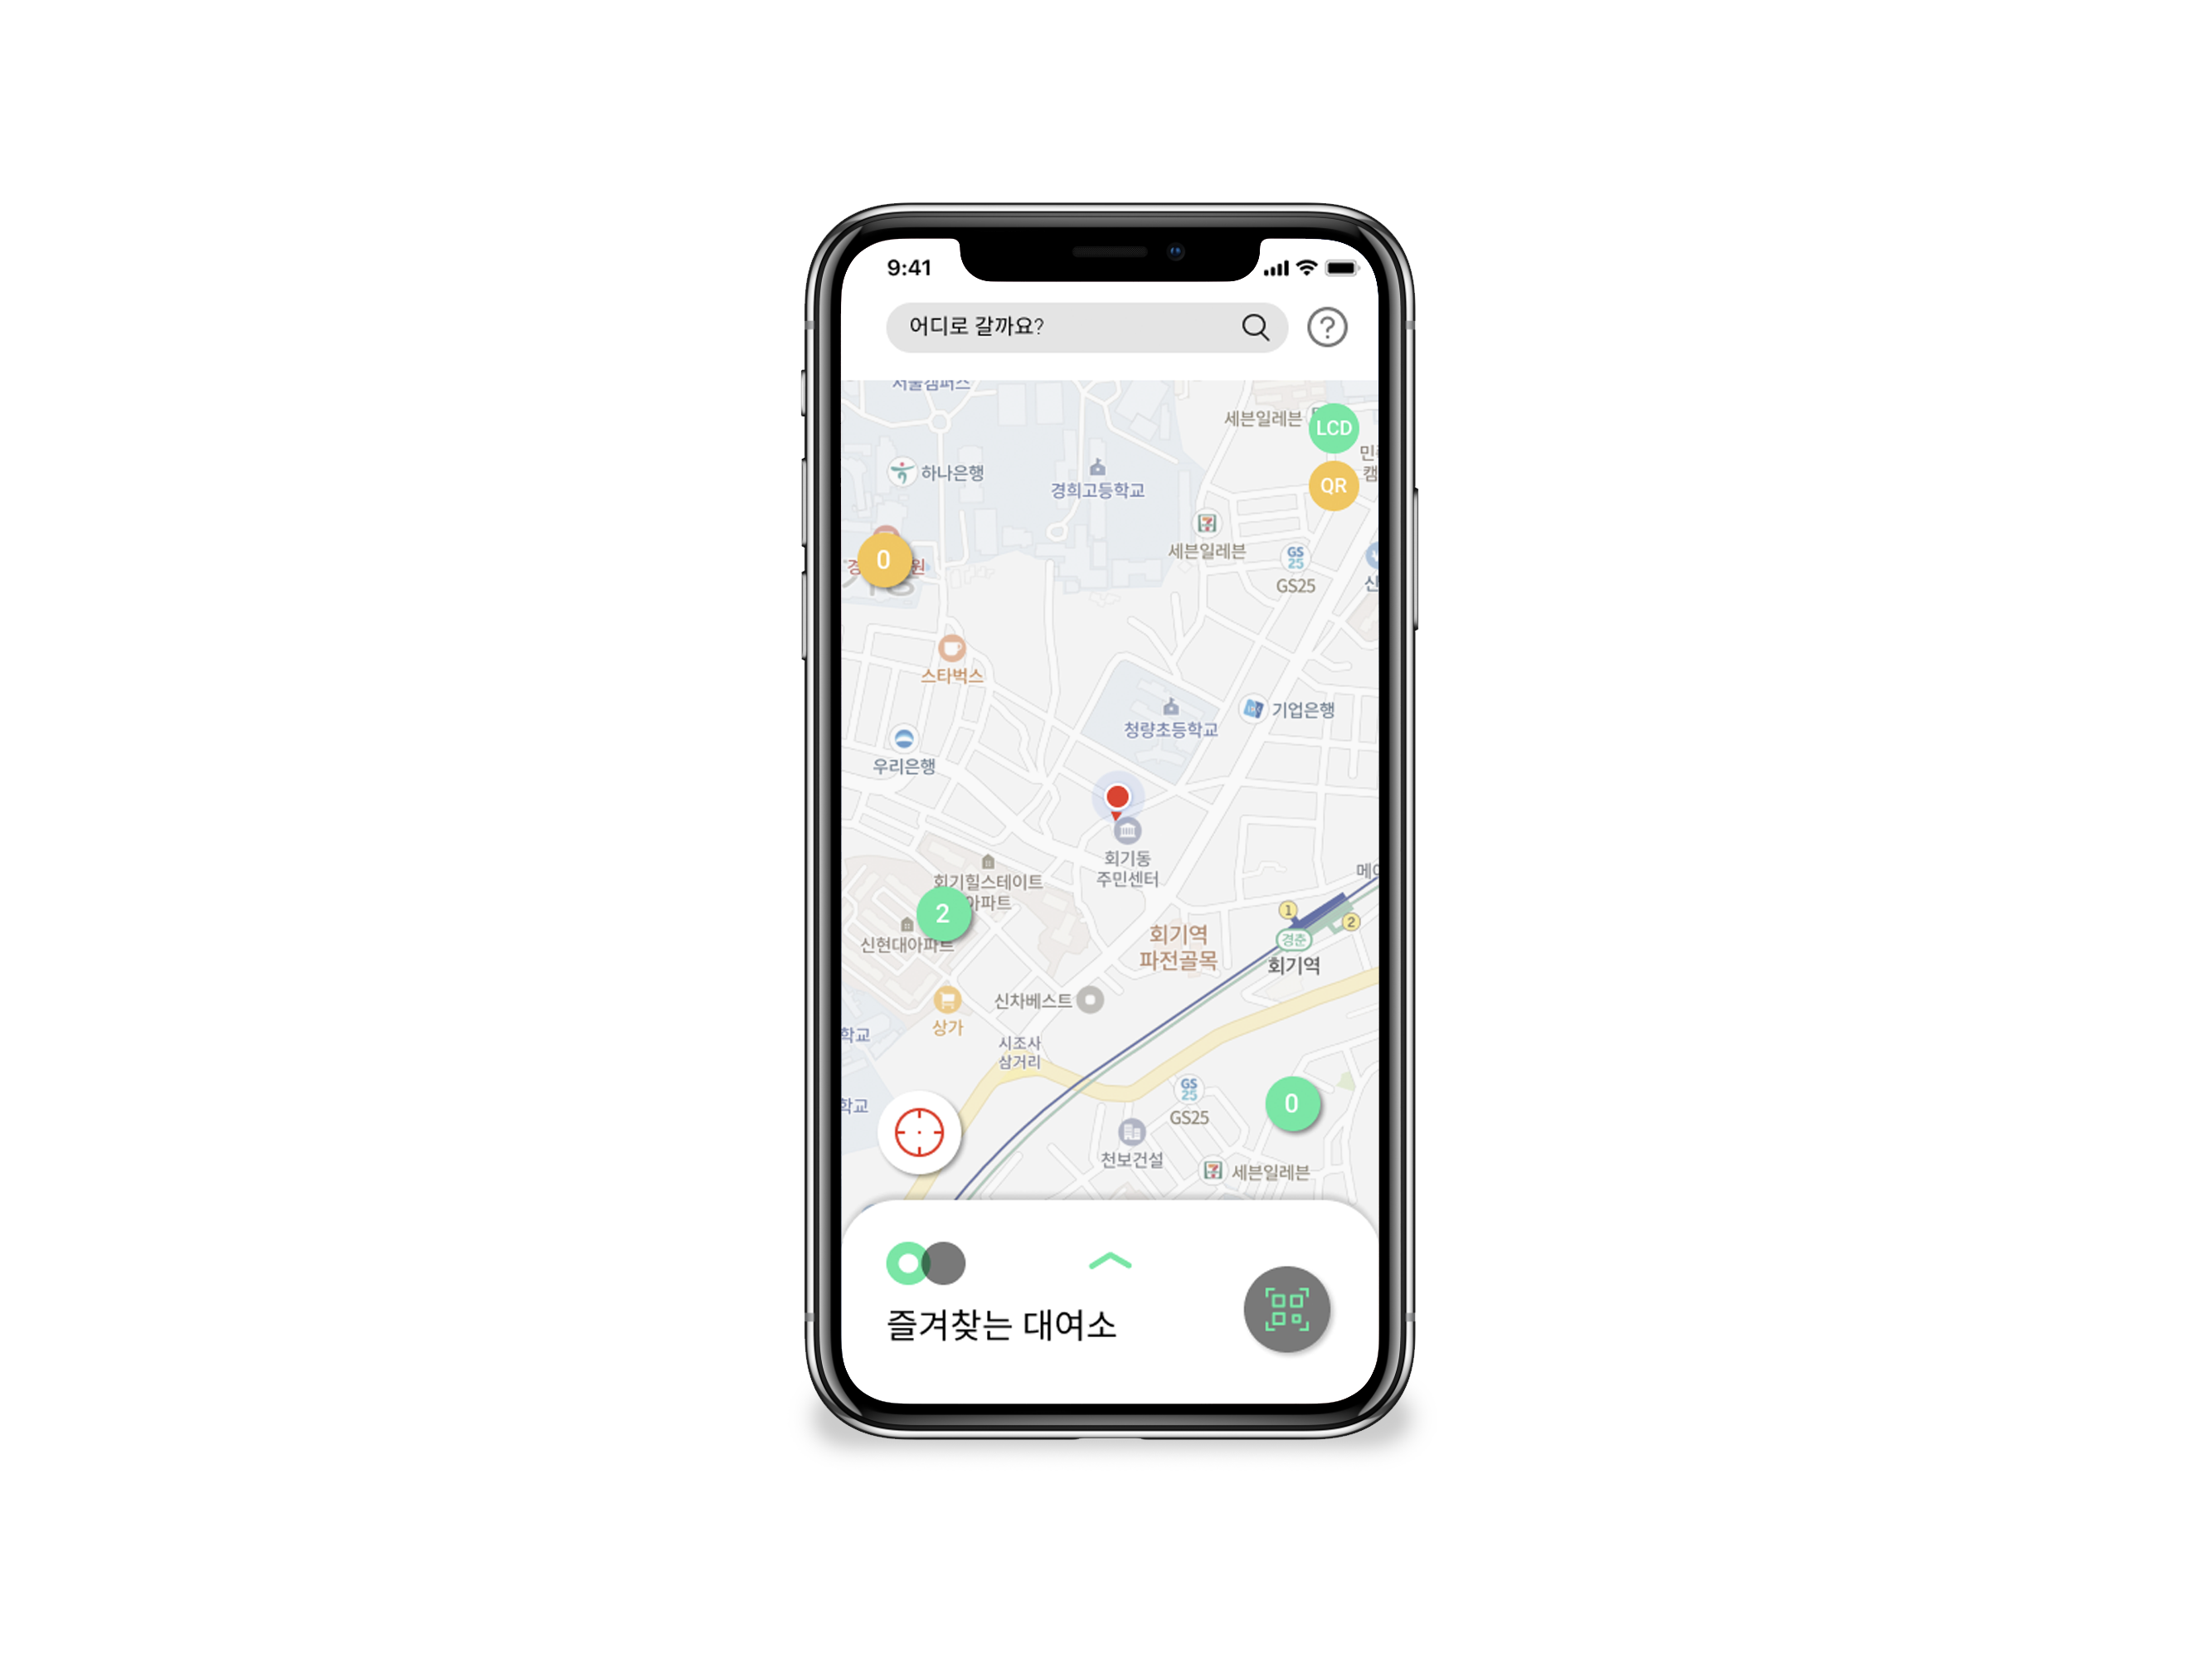 9:41
어디로 갈까요?
서울캠퍼스
세븐일레븐
LCD
하나은행
경희고등학교
QR
세븐일레븐
0
GS
25
GS25
스타벅스
청량초등학교
기업은행
우리은행
회기동
주민센터
회기힐스테이트
아파트
2
신현대아파트
회기역
파전골목
1
2
경춘
회기역
신차베스트
상가
학교
시조사
삼거리
GS
25
GS25
0
학교
천보건설
7
세븐일레븐
즐겨찾는 대여소